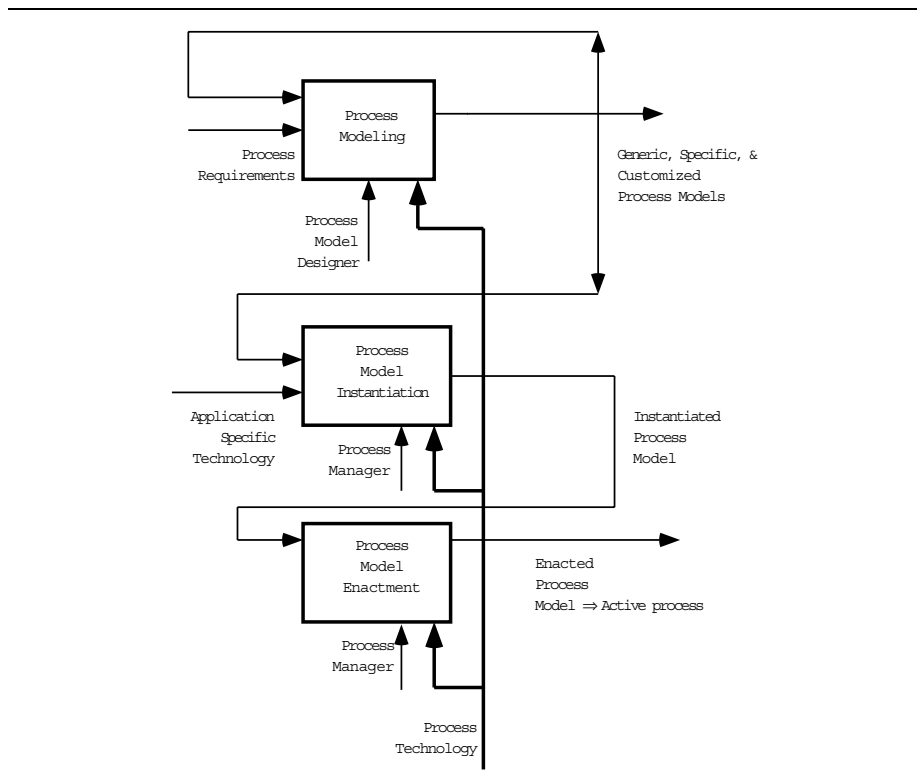 Process
Modeling
Process
Requirements
Generic, Specific, &
Customized
Process Models
Process
Model
Designer
Process
Model
Instantiation
Application
Specific
Technology
Process
Manager
Instantiated
Process
Model
Process
Model
Enactment
Enacted
Process
Model ⇒ Active process
Process
Manager
Process
Technology